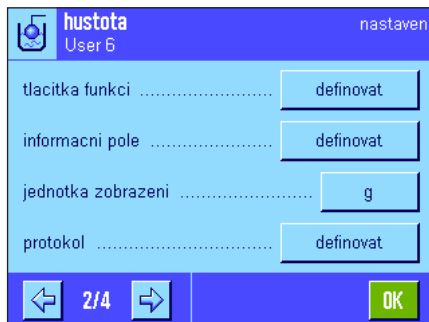 hustota nastaven
User 6
tlacitka funkci ........................ definovat
informacni pole ...................... definovat
jednotka zobrazeni ........................ g
protokol ................................ definovat
2/4 OK